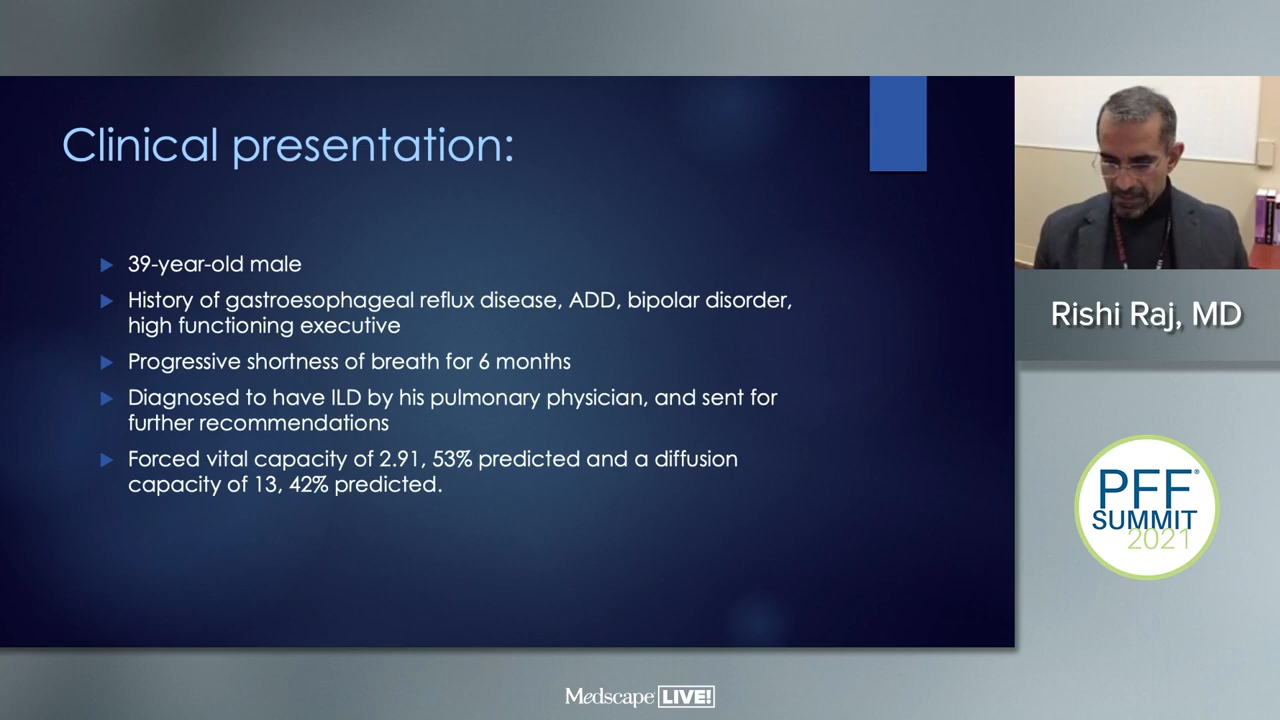 Clinical presentation:
39-year-old male
History of gastroesophageal reflux disease, ADD, bipolar disorder,
high functioning executive
Progressive shortness of breath for 6 months
Diagnosed to have ILD by his pulmonary physician, and sent for
further recommendations
Forced vital capacity of 2.91, 53% predicted and a diffusion
capacity of 13, 42% predicted.
Rishi Raj, MD
PFF®
SUMMIT
2021
Medscape LIVE!